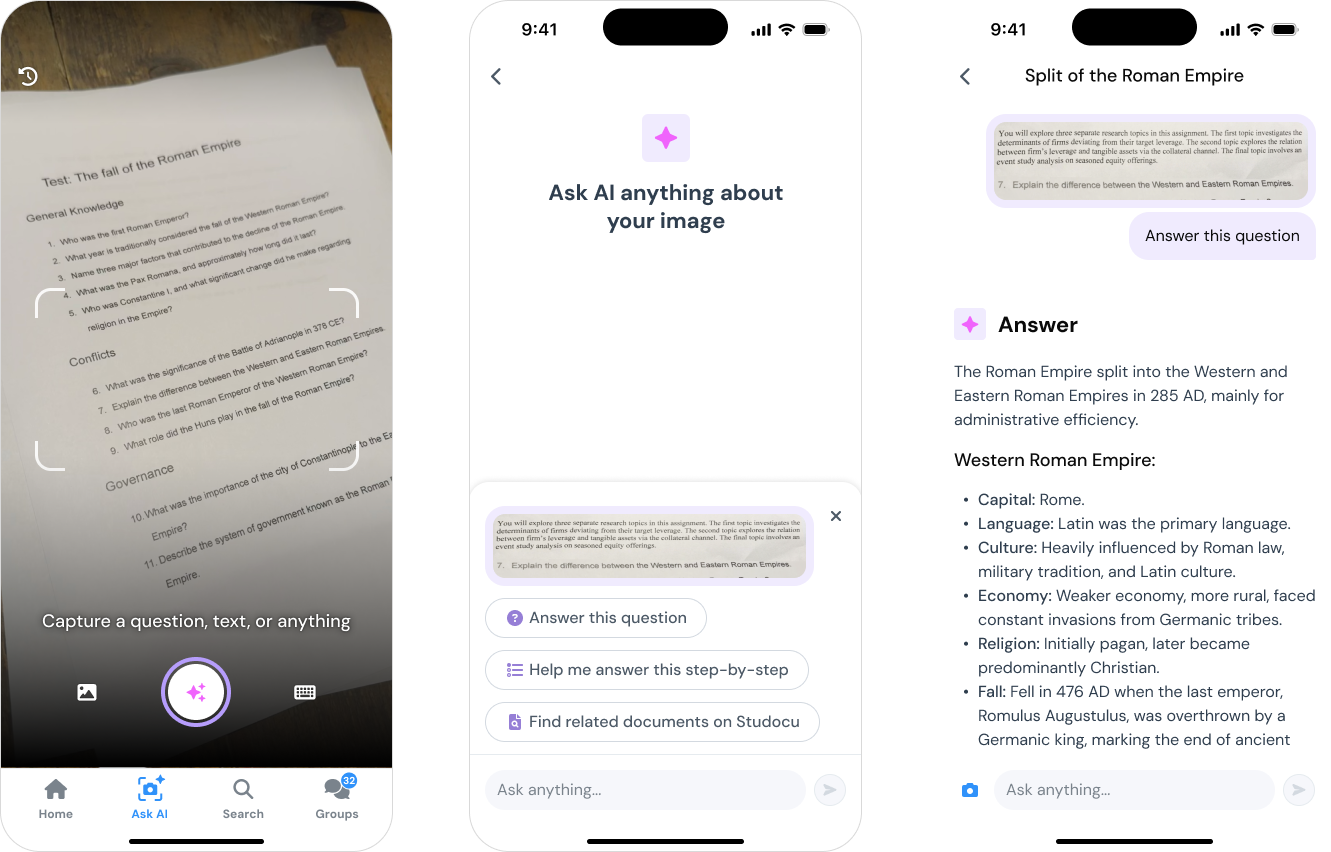 Test: The fall of the Roman Empire
General Knowledge
1. Who was the first Roman Emperor?
2. What year is traditionally considered the fall of the Western Roman Empire?
3. Name three major factors that contributed to the decline of the Roman Empire.
4. What was the Pax Romana, and approximately how long did it last?
5. Who was Constantine I, and what significant change did he make regarding
religion in the Empire?
Conflicts
6. What was the significance of the Battle of Adrianople in 378 CE?
7. Explain the difference between the Western and Eastern Roman Empires.
8. Who was the last Roman Emperor of the Western Roman Empire?
9. What role did the Huns play in the fall of the Roman Empire?
Governance
10. What was the importance of the city of Constantinople to the Ea
Empire?
11. Describe the system of government known as the Roman
Empire.
Capture a question, text, or anything
Home
Ask AI
Search
32
Groups
9:41
Ask AI anything about
your image
You will explore three separate research topics in this assignment. The first topic investigates the
determinants of firms deviating from their target leverage. The second topic explores the relation
between firm's leverage and tangible assets via the collateral channel. The final topic involves an
event study analysis on seasoned equity offerings.
7. Explain the difference between the Western and Eastern Roman Empires.
Answer this question
Help me answer this step-by-step
Find related documents on Studocu
Ask anything...
9:41
Split of the Roman Empire
You will explore three separate research topics in this assignment. The first topic investigates the
determinants of firms deviating from their target leverage. The second topic explores the relation
between firm's leverage and tangible assets via the collateral channel. The final topic involves an
event study analysis on seasoned equity offerings.
7. Explain the difference between the Western and Eastern Roman Empires.
Answer this question
Answer
The Roman Empire split into the Western and
Eastern Roman Empires in 285 AD, mainly for
administrative efficiency.
Western Roman Empire:
• Capital: Rome.
• Language: Latin was the primary language.
• Culture: Heavily influenced by Roman law,
military tradition, and Latin culture.
• Economy: Weaker economy, more rural, faced
constant invasions from Germanic tribes.
• Religion: Initially pagan, later became
predominantly Christian.
• Fall: Fell in 476 AD when the last emperor,
Romulus Augustulus, was overthrown by a
Germanic king, marking the end of ancient
Ask anything...